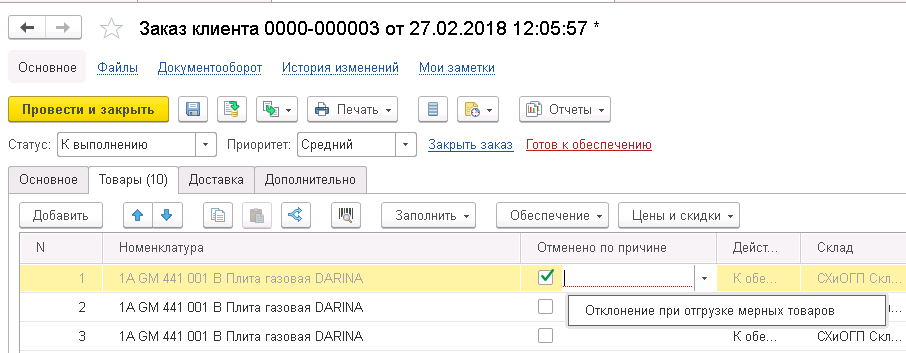 Заказ клиента 0000-000003 от 27.02.2018 12:05:57 *
Основное Файлы Документооборот История изменений Мои заметки
Провести и закрыть Печать Отчеты
Статус: К выполнению Приоритет: Средний Закрыть заказ Готов к обеспечению
Основное Товары (10) Доставка Дополнительно
Добавить Заполнить Обеспечение Цены и скидки
N Номенклатура Отменено по причине Дейст... Склад
1 1A GM 441 001 B Плита газовая DARINA К обе... СХиОГП Скл...
2 1A GM 441 001 B Плита газовая DARINA
Отклонение при отгрузке мерных товаров
3 1A GM 441 001 B Плита газовая DARINA К обе... СХиОГП Скл...